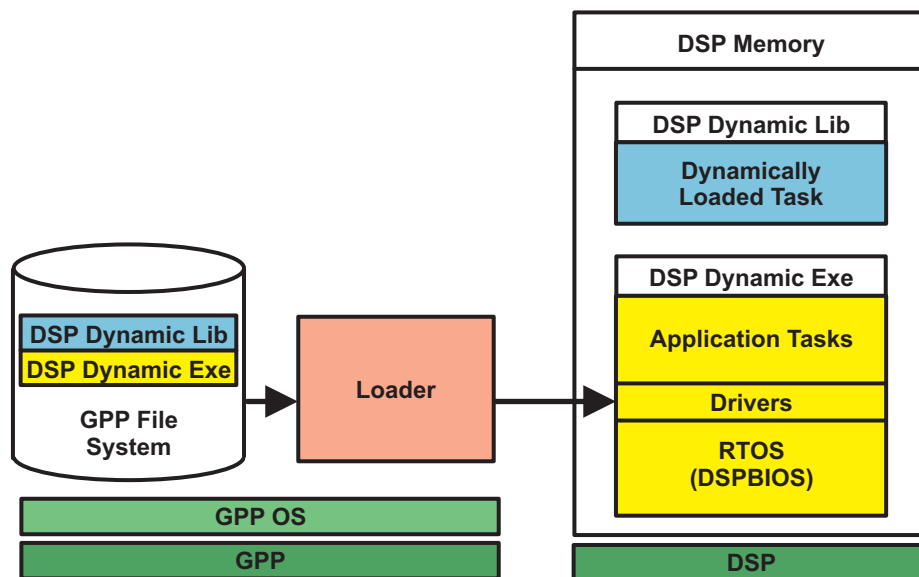 DSP Memory
DSP Dynamic Lib
Dynamically
Loaded Task
DSP Dynamic Exe
Application Tasks
Drivers
RTOS
(DSPBIOS)
DSP Dynamic Lib
DSP Dynamic Exe
GPP File
System
Loader
GPP OS
GPP
DSP